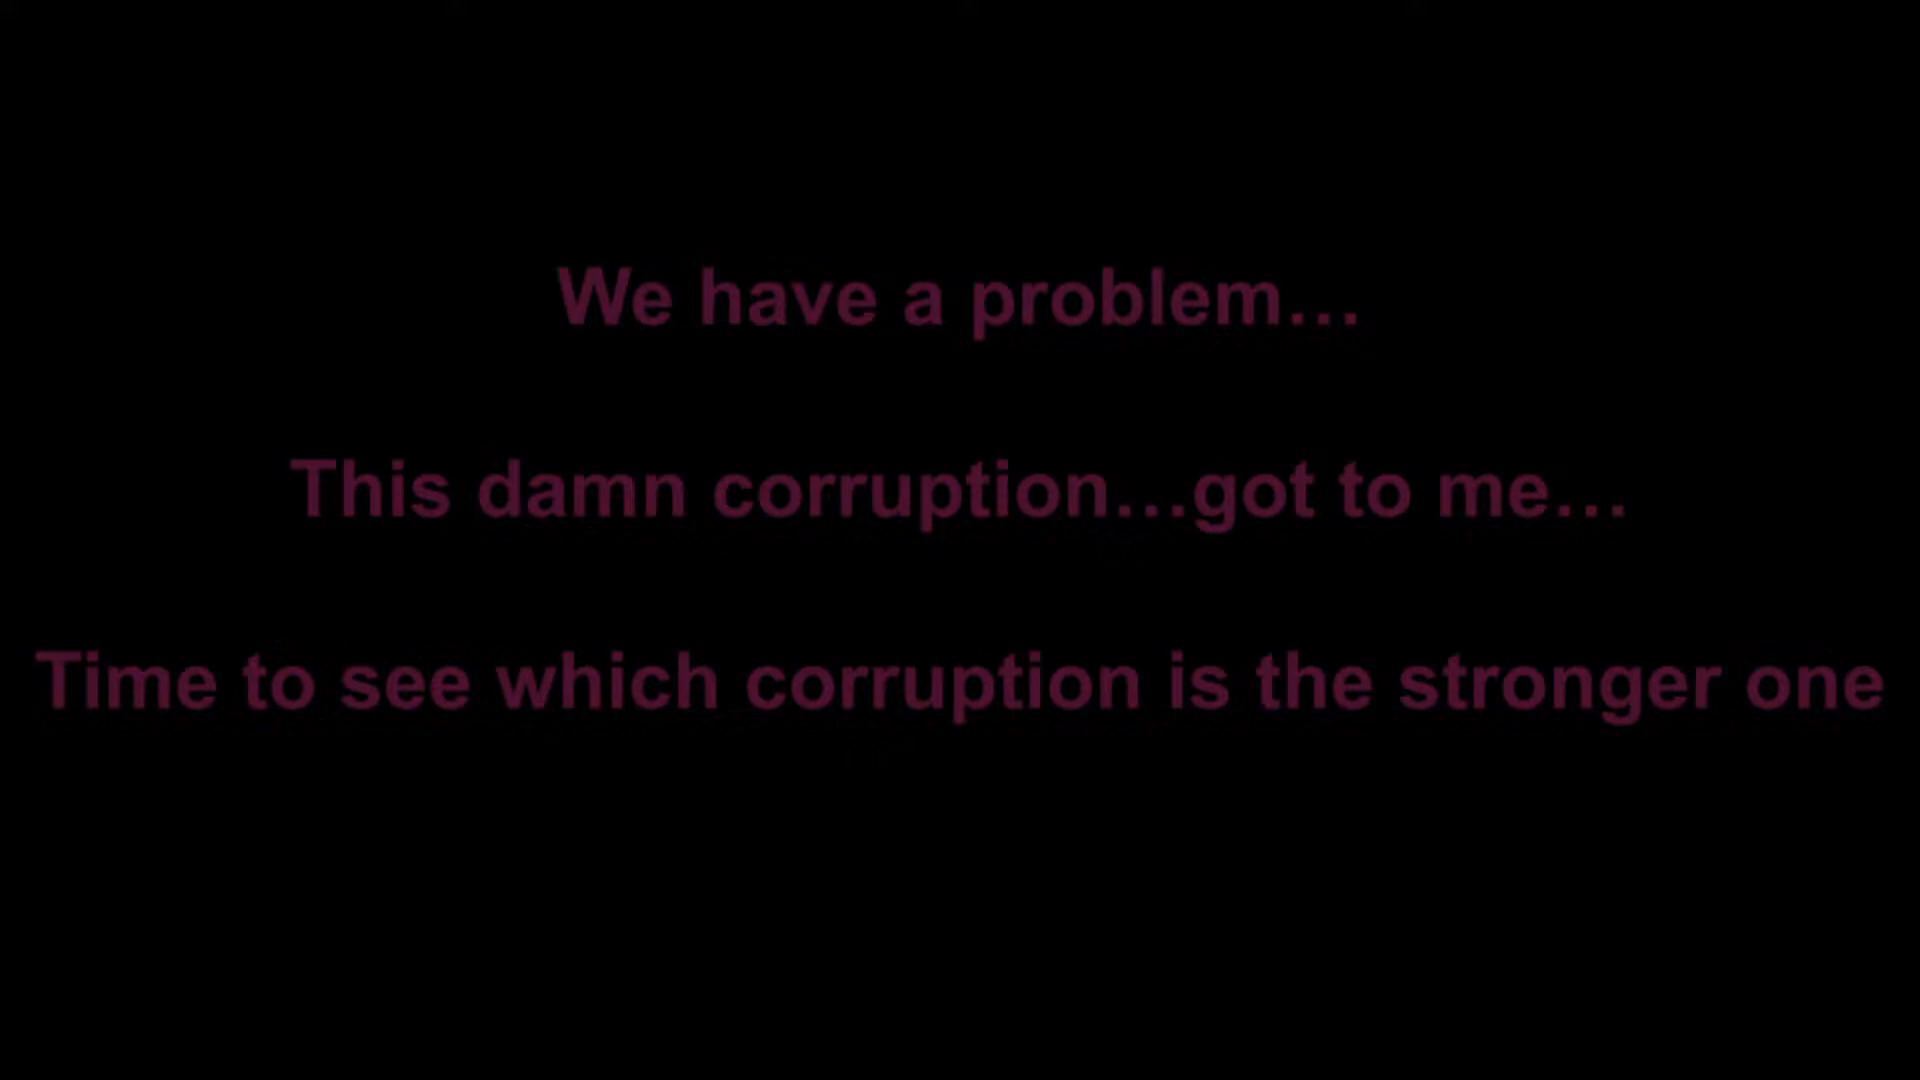 We have a problem…
This damn corruption…got to me…
Time to see which corruption is the stronger one